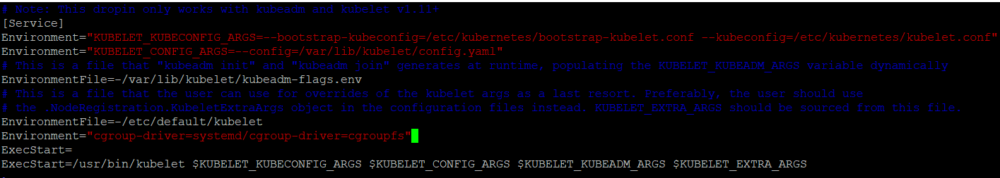 # Note: This dropin only works with kubeadm and kubelet v1.11+
[Service]
Environment="KUBELET_KUBECONFIG_ARGS=--bootstrap-kubeconfig=/etc/kubernetes/bootstrap-kubelet.conf --kubeconfig=/etc/kubernetes/kubelet.conf"
Environment="KUBELET_CONFIG_ARGS=--config=/var/lib/kubelet/config.yaml"
# This is a file that "kubeadm init" and "kubeadm join" generates at runtime, populating the KUBELET_KUBEADM_ARGS variable dynamically
EnvironmentFile=-/var/lib/kubelet/kubeadm-flags.env
# This is a file that the user can use for overrides of the kubelet args as a last resort. Preferably, the user should use
# the .NodeRegistration.KubeletExtraArgs object in the configuration files instead. KUBELET_EXTRA_ARGS should be sourced from this file.
EnvironmentFile=-/etc/default/kubelet
Environment="cgroup-driver=systemd/cgroup-driver=cgroupfs"
ExecStart=
ExecStart=/usr/bin/kubelet $KUBELET_KUBECONFIG_ARGS $KUBELET_CONFIG_ARGS $KUBELET_KUBEADM_ARGS $KUBELET_EXTRA_ARGS